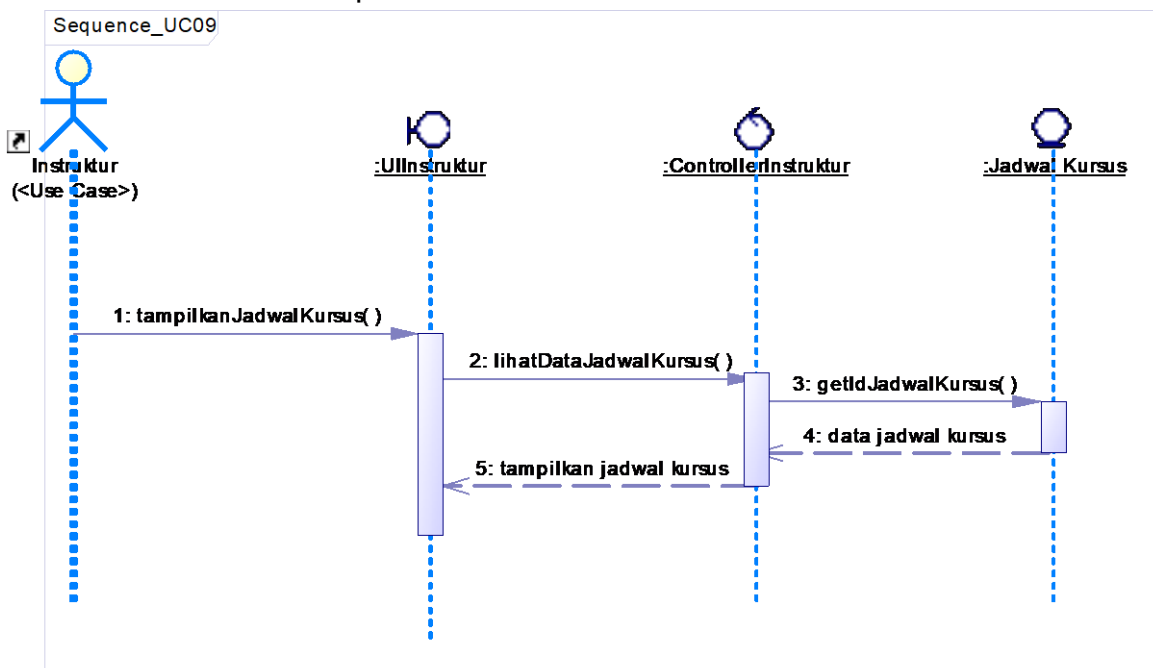 Sequence_UC09
Instruktur
(<Use Case>)
:UIInstruktur
:ControllerInstruktur
:Jadwal Kursus
1: tampilkanJadwalKursus( )
2: lihatDataJadwalKursus( )
3: getIdJadwalKursus( )
4: data jadwal kursus
5: tampilkan jadwal kursus